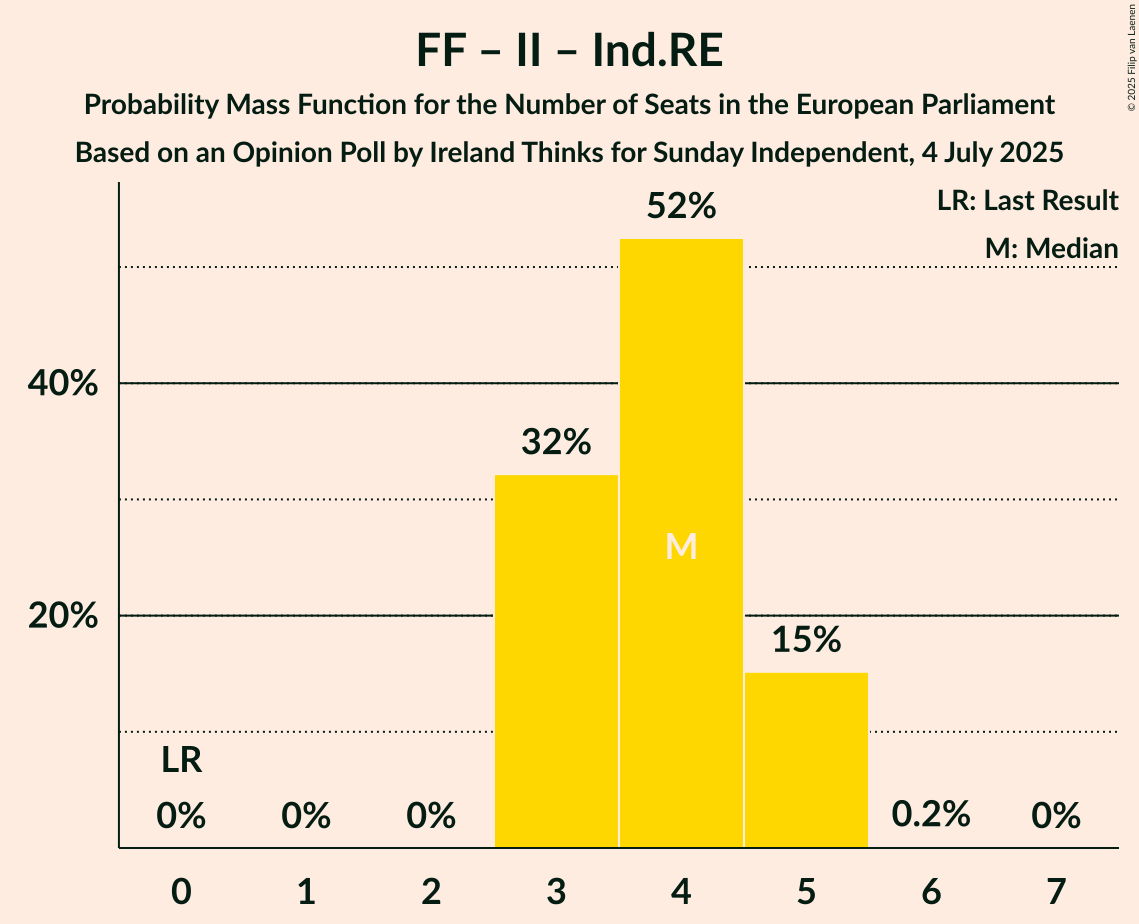 FF – II – Ind.RE
Probability Mass Function for the Number of Seats in the European Parliament
Based on an Opinion Poll by Ireland Thinks for Sunday Independent, 4 July 2025
© 2025 Filip van Laenen
LR: Last Result
M: Median
52%
40%
32%
M
20%
15%
LR
0% 0% 0% 0.2% 0%
0 1 2 3 4 5 6 7